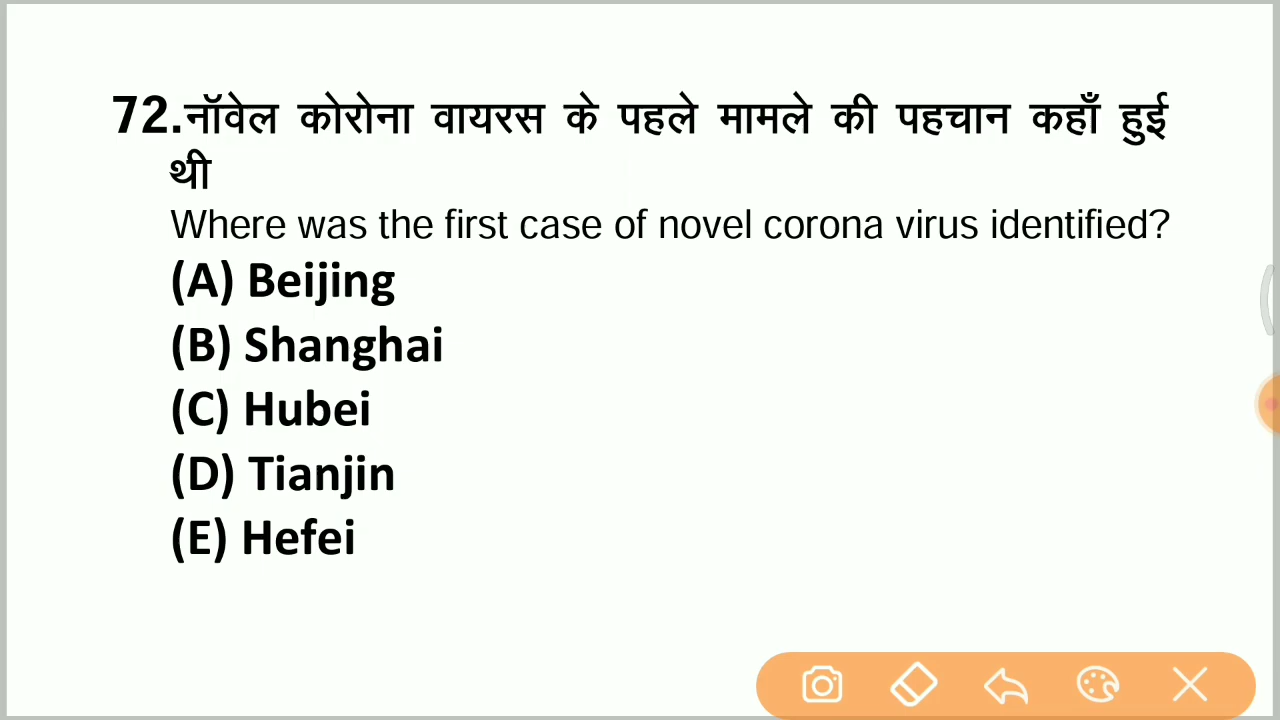 72.नॉवेल कोरोना वायरस के पहले मामले की पहचान कहाँ हुई
थी
Where was the first case of novel corona virus identified?
(A) Beijing
(B) Shanghai
(C) Hubei
(D) Tianjin
(E) Hefei